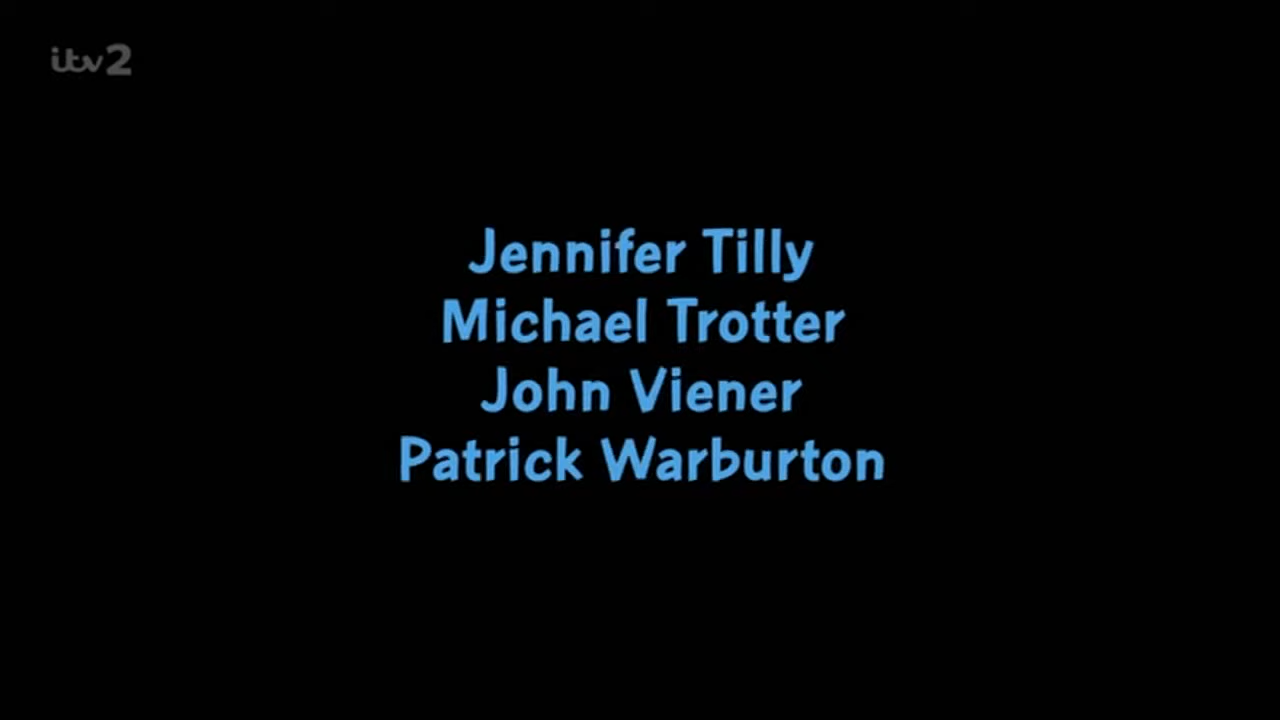 itv2
Jennifer Tilly
Michael Trotter
John Viener
Patrick Warburton